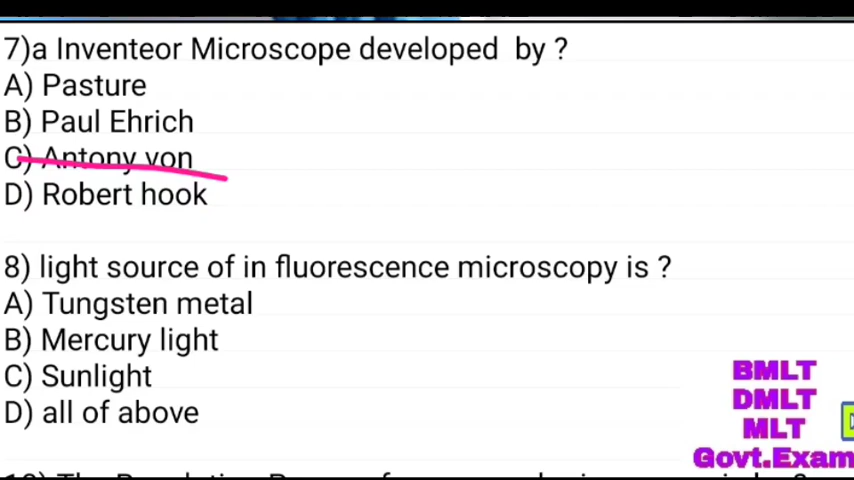 7)a Inventeor Microscope developed by ?
A) Pasture
B) Paul Ehrich
C) Antony von
D) Robert hook
8) light source of in fluorescence microscopy is ?
A) Tungsten metal
B) Mercury light
C) Sunlight
D) all of above
BMLT
DMLT
MLT
Govt.Exam